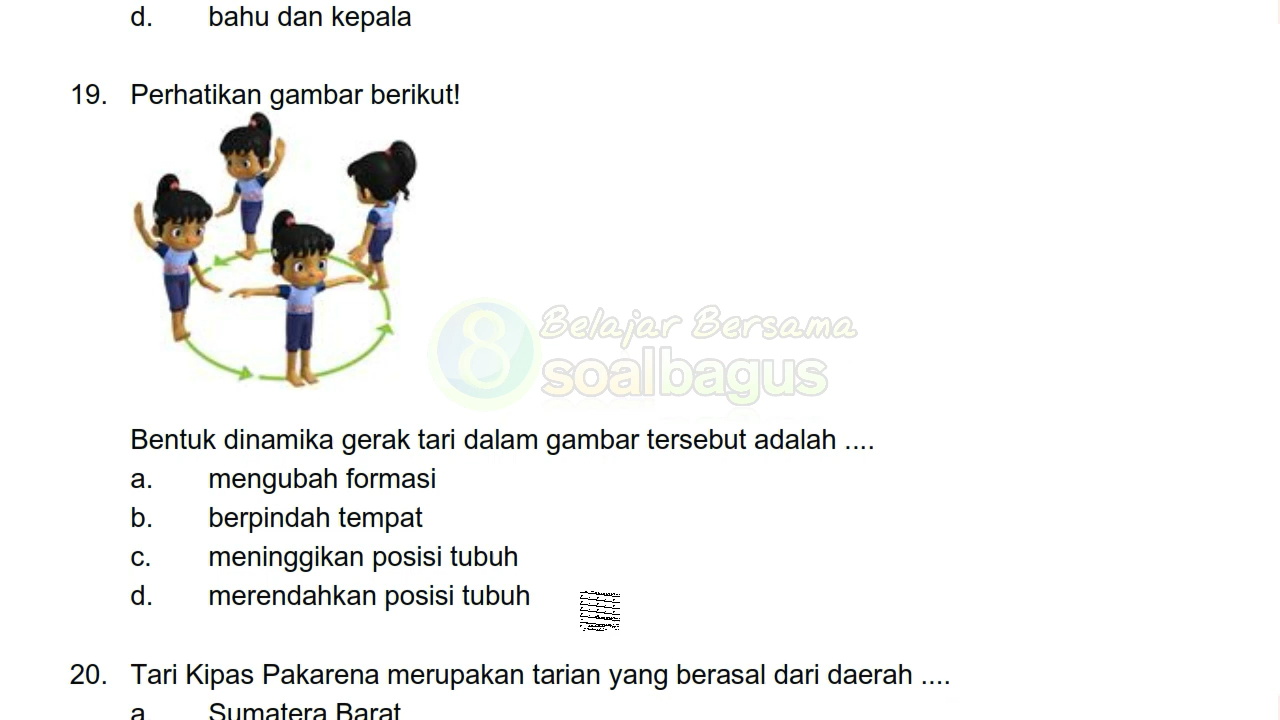 d. bahu dan kepala
19. Perhatikan gambar berikut!
8 Belajar Bersama
soalbagus
Bentuk dinamika gerak tari dalam gambar tersebut adalah ....
a. mengubah formasi
b. berpindah tempat
c. meninggikan posisi tubuh
d. merendahkan posisi tubuh
20. Tari Kipas Pakarena merupakan tarian yang berasal dari daerah ....
a Sumatera Barat